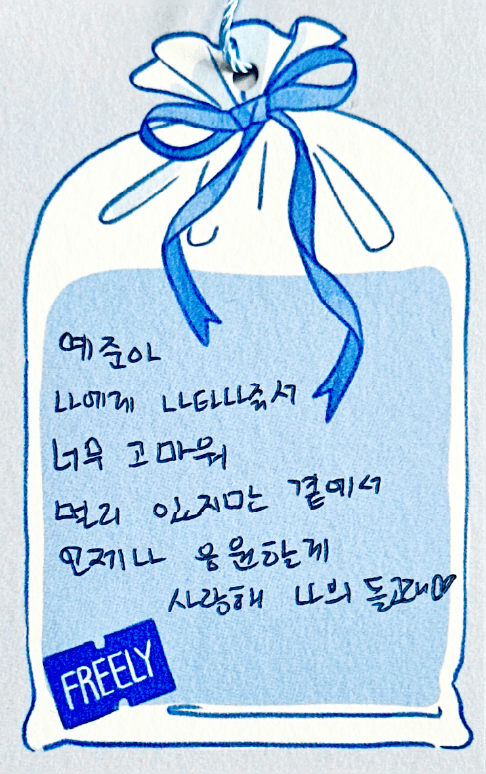 예준아
나에게 나타나줘서
너무 고마워
멀리 있지만 곁에서
언제나 응원할게
사랑해 나의 돌고래♡
FREELY